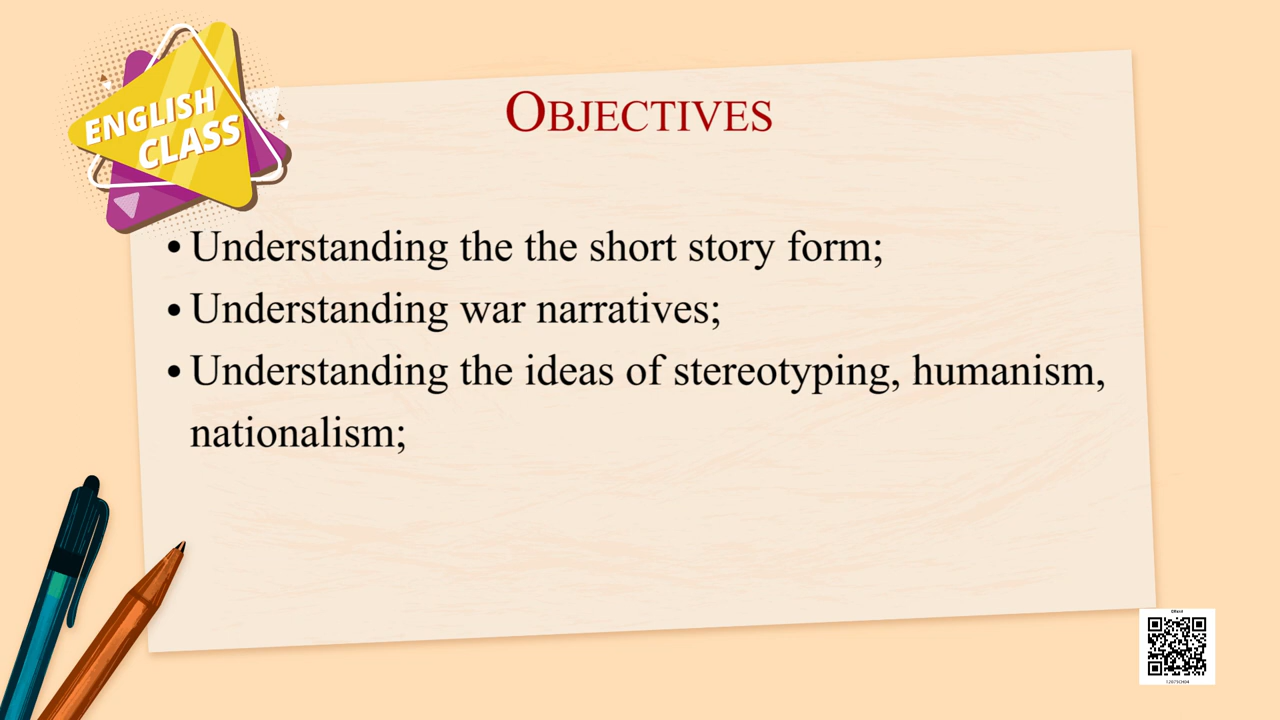 ENGLISH
CLASS
OBJECTIVES
• Understanding the the short story form;
• Understanding war narratives;
• Understanding the ideas of stereotyping, humanism,
nationalism;